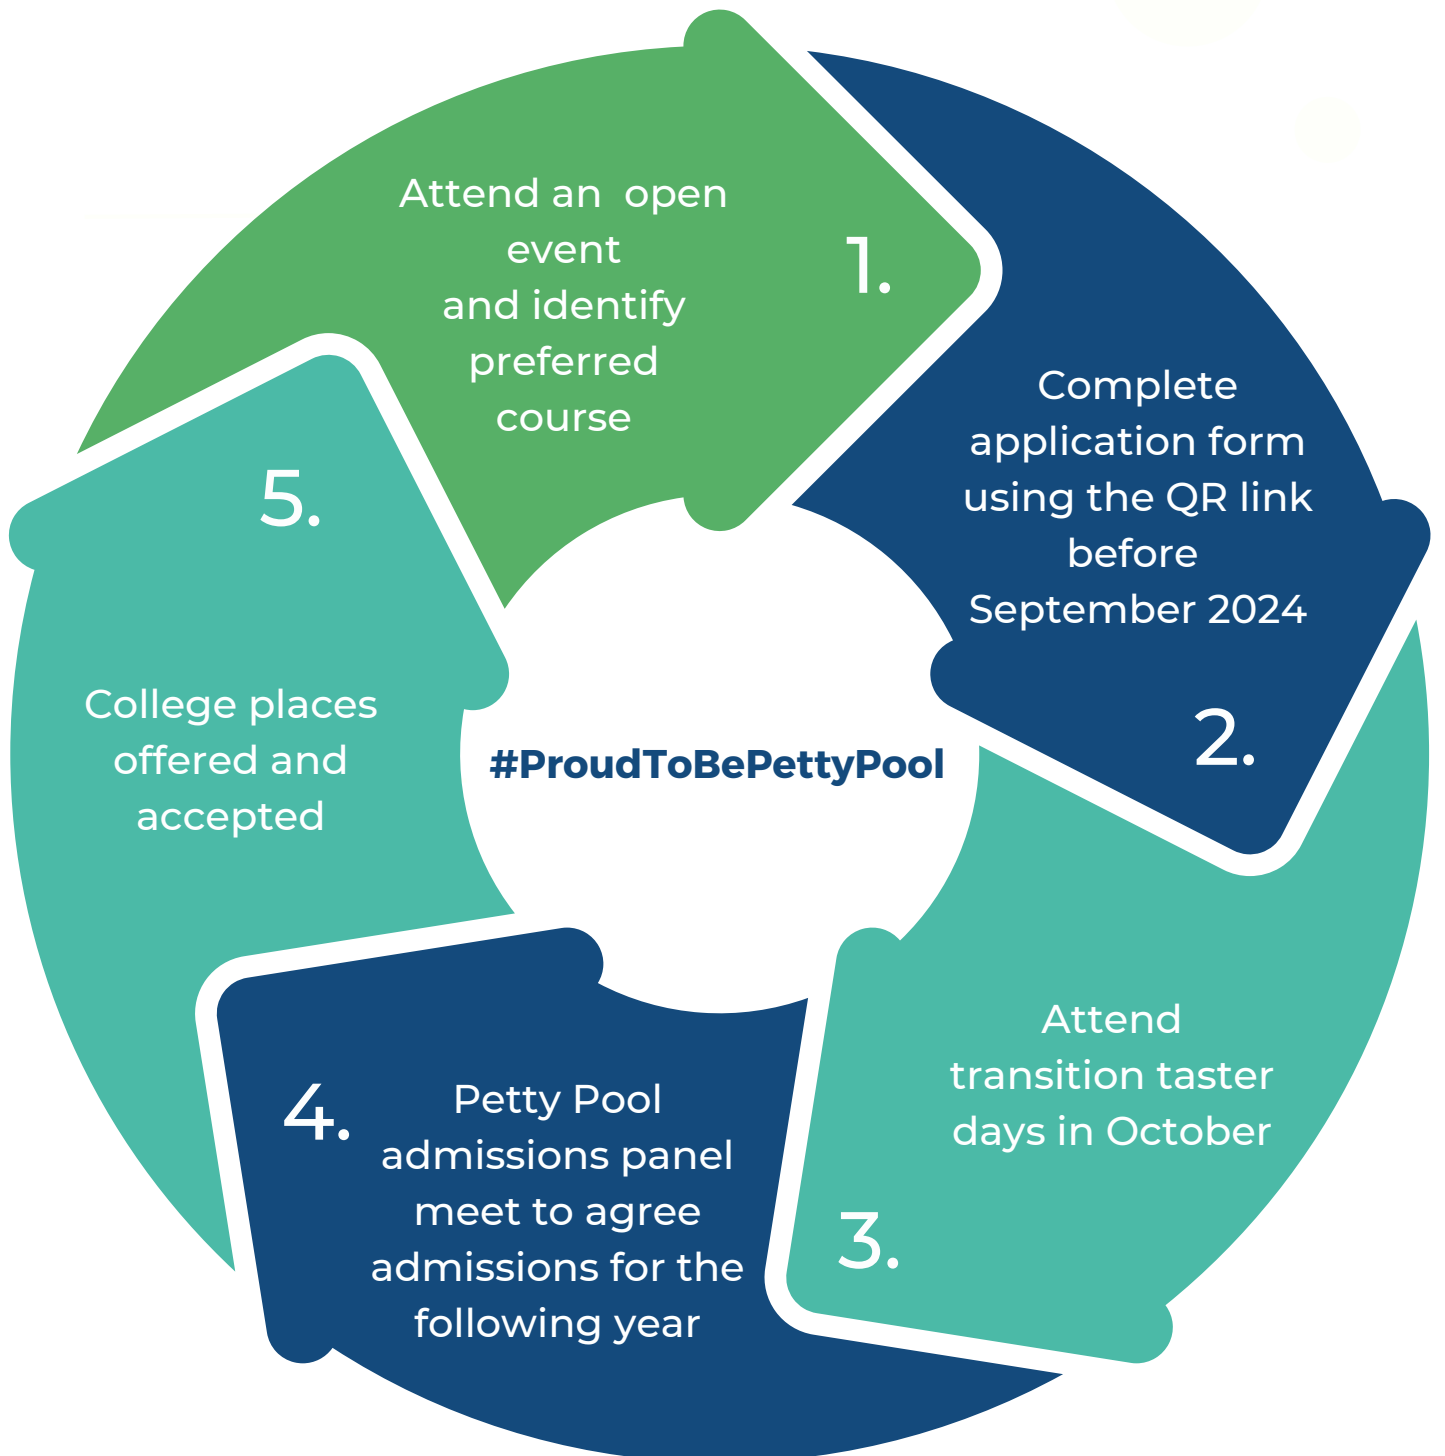 1.
Attend an open
event
and identify
preferred
course
Complete
application form
using the QR link
before
September 2024
2.
Attend
transition taster
days in October
3.
4.
Petty Pool
admissions panel
meet to agree
admissions for the
following year
5.
College places
offered and
accepted
#ProudToBePettyPool